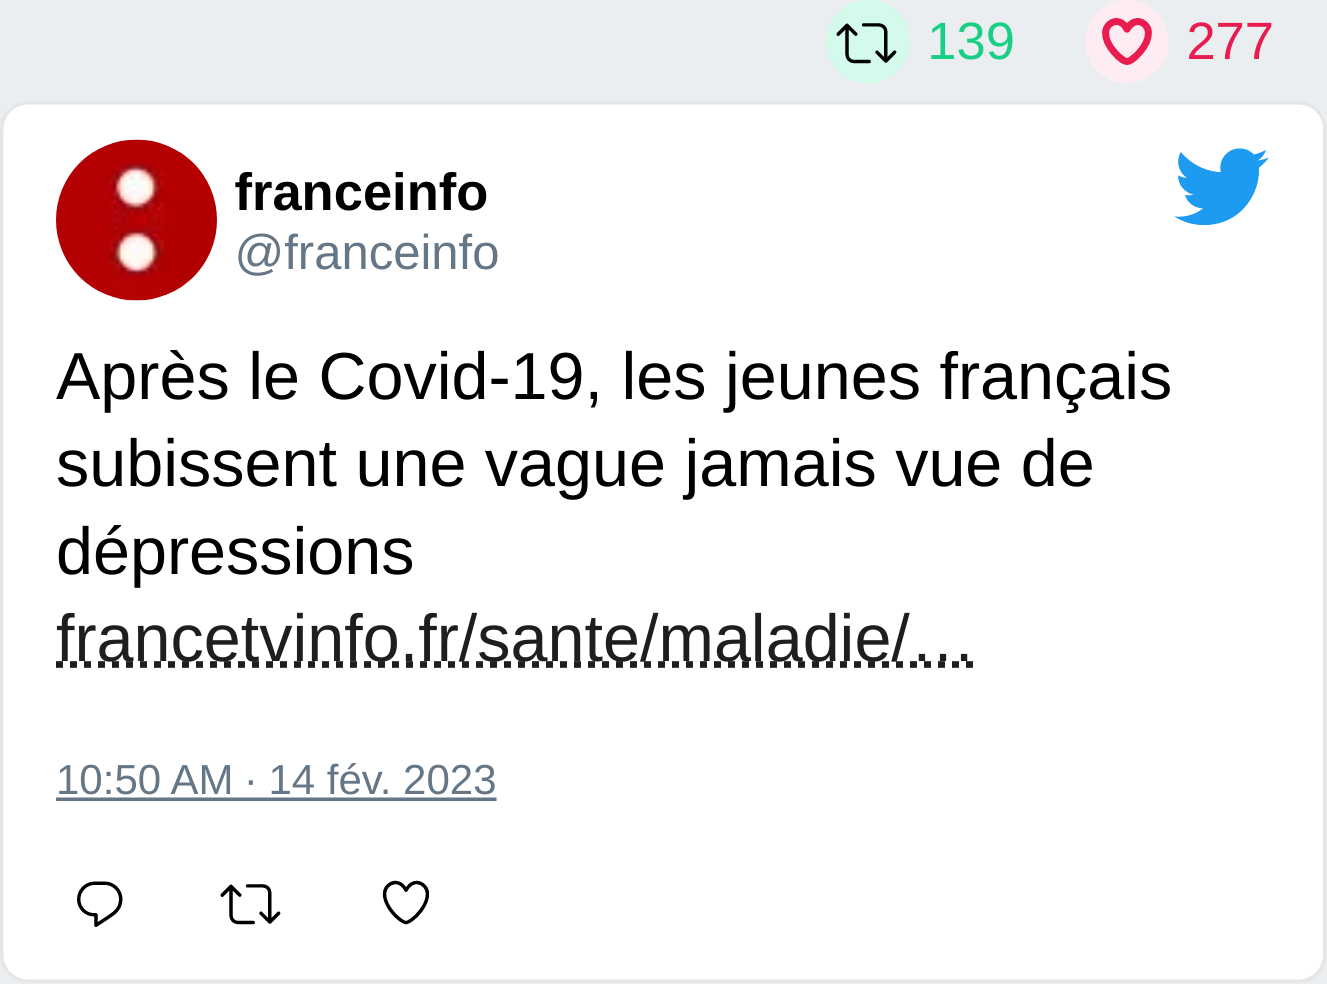 139 277
franceinfo
@franceinfo
Après le Covid-19, les jeunes français
subissent une vague jamais vue de
dépressions
francetvinfo.fr/sante/maladie/…
10:50 AM · 14 fév. 2023